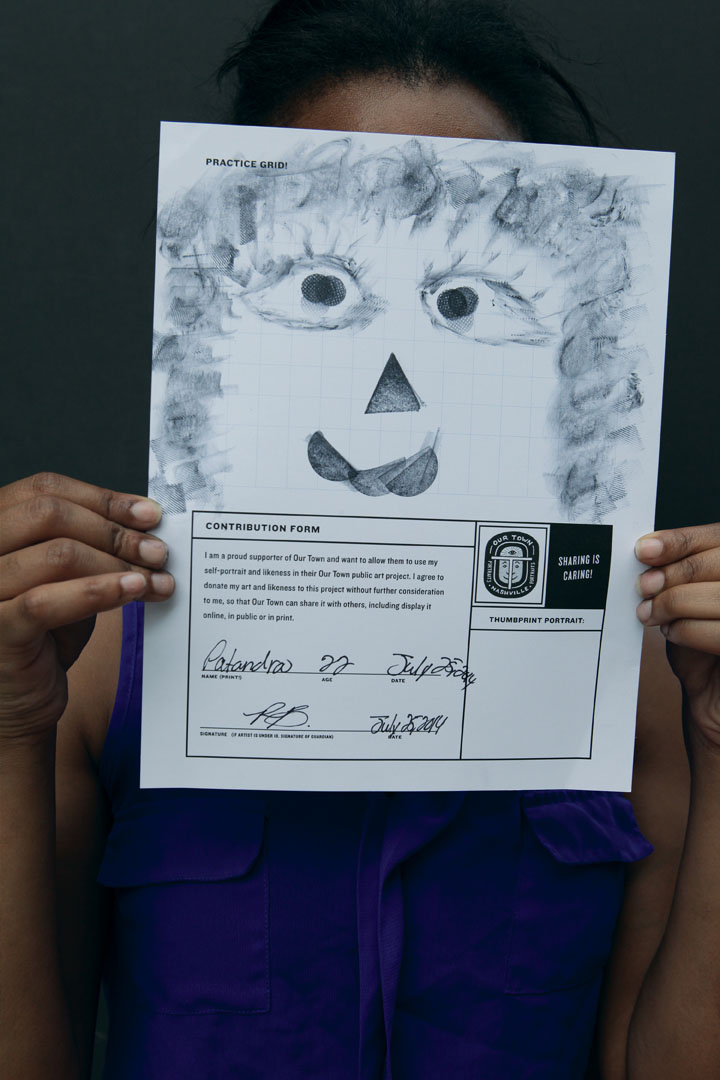 PRACTICE GRID!
CONTRIBUTION FORM
I am a proud supporter of Our Town and want to allow them to use my
self-portrait and likeness in their Our Town public art project. I agree to
donate my art and likeness to this project without further consideration
to me, so that Our Town can share it with others, including display it
online, in public or in print.
OUR TOWN
PORTRAITS
NASHVILLE
SHARING IS
CARING!
THUMBPRINT PORTRAIT:
Patandra 22 July 25, 2014
NAME (PRINT) AGE DATE
July 25, 2014
SIGNATURE (IF ARTIST IS UNDER 18, SIGNATURE OF GUARDIAN) DATE